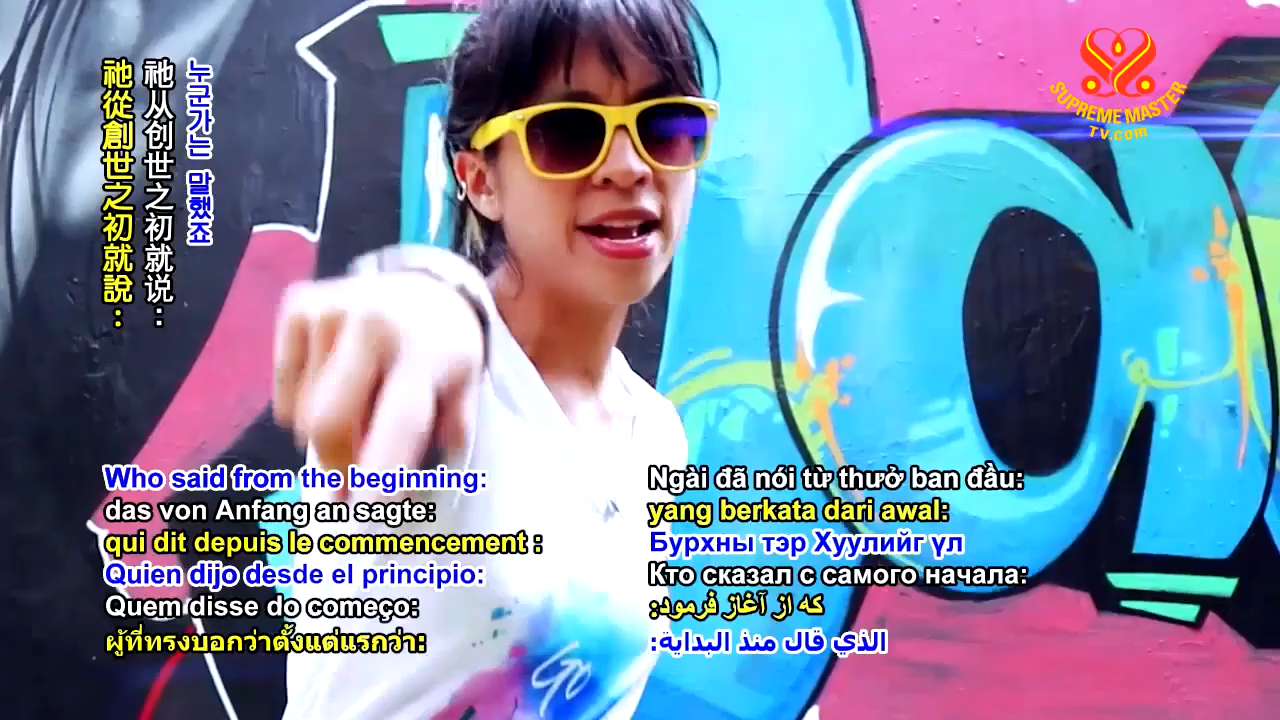 누구가는 말했죠
祂从创世之初就说：
祂從創世之初就說：
SUPREME MASTER
TV.com
Who said from the beginning:
das von Anfang an sagte:
qui dit depuis le commencement :
Quien dijo desde el principio:
Quem disse do começo:
ผู้ที่ทรงบอกว่าตั้งแต่แรกว่า:
Ngài đã nói từ thưở ban đầu:
yang berkata dari awal:
Бурхны тэр Хуулийг үл
Кто сказал с самого начала:
که از آغاز فرمود:
الذي قال منذ البداية:
Go